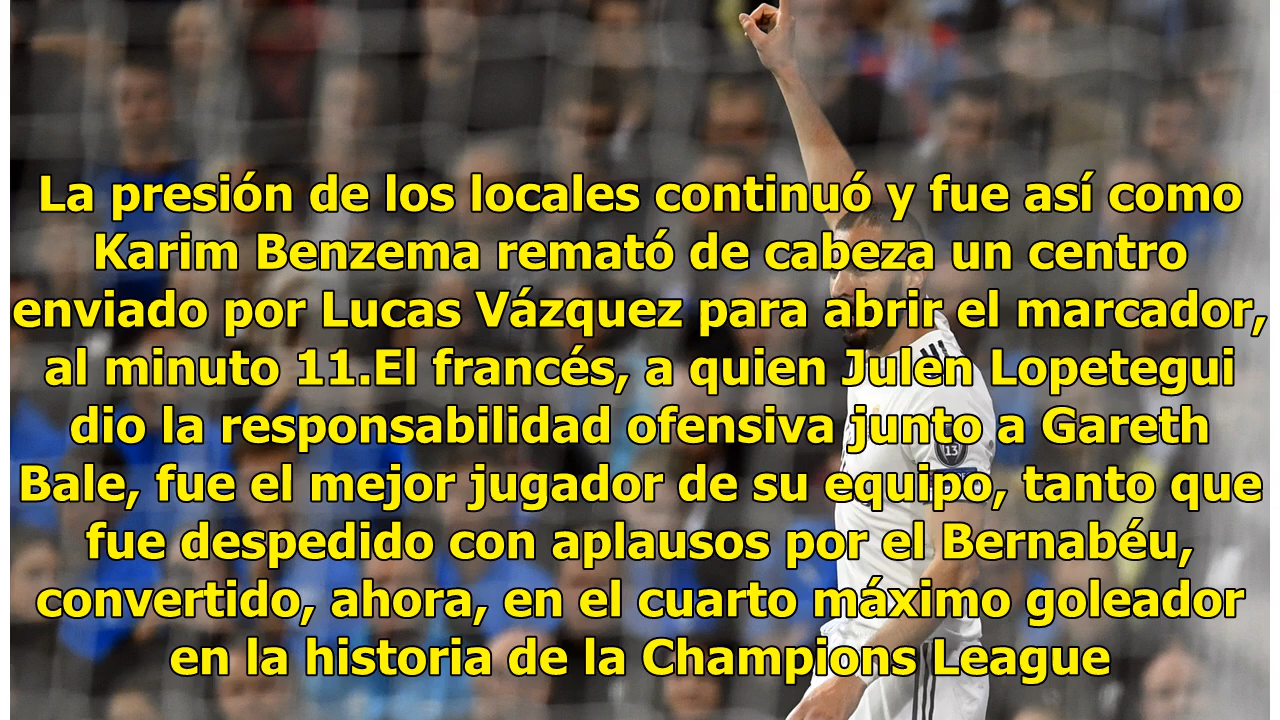 La presión de los locales continuó y fue así como
Karim Benzema remató de cabeza un centro
enviado por Lucas Vázquez para abrir el marcador,
al minuto 11.El francés, a quien Julen Lopetegui
dio la responsabilidad ofensiva junto a Gareth
13
Bale, fue el mejor jugador de su equipo, tanto que
fue despedido con aplausos por el Bernabéu,
convertido, ahora, en el cuarto máximo goleador
en la historia de la Champions League